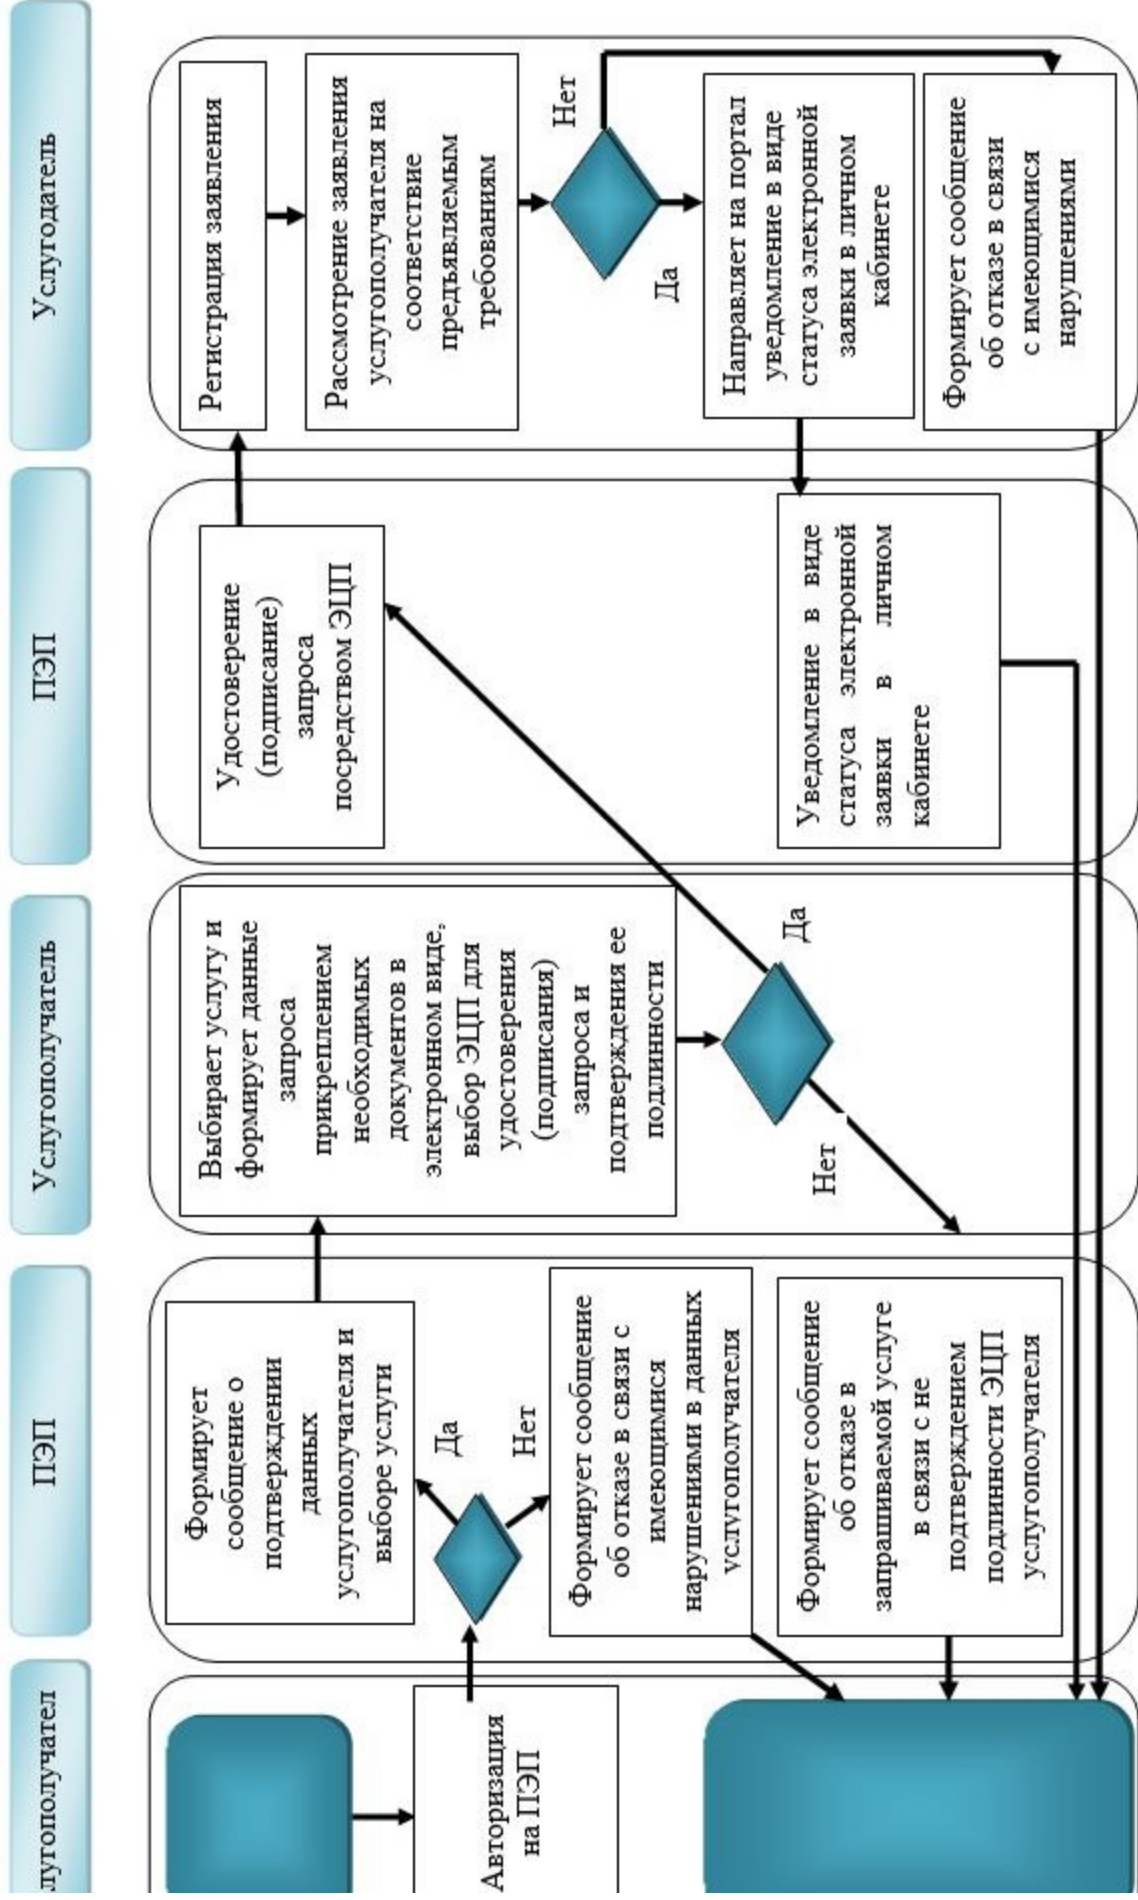 лугополучател
ПЭП
Услугополучатель
ПЭП
Услугодатель
Авторизация
на ПЭП
Формирует
сообщение о
подтверждении
данных
услугополучателя и
выборе услуги
Да
Нет
Формирует сообщение
об отказе в связи с
имеющимися
нарушениями в данных
услугополучателя
Формирует сообщение
об отказе в
запрашиваемой услуге
в связи с не
подтверждением
подлинности ЭЦП
услугополучателя
Выбирает услугу и
формирует данные
запроса
прикреплением
необходимых
документов в
электронном виде,
выбор ЭЦП для
удостоверения
(подписания)
запроса и
подтверждения ее
подлинности
Да
Нет
Удостоверение
(подписание)
запроса
посредством ЭЦП
Уведомление в виде
статуса электронной
заявки в личном
кабинете
Регистрация заявления
Рассмотрение заявления
услугополучателя на
соответствие
предъявляемым
требованиям
Нет
Да
Направляет на портал
уведомление в виде
статуса электронной
заявки в личном
кабинете
Формирует сообщение
об отказе в связи
с имеющимися
нарушениями